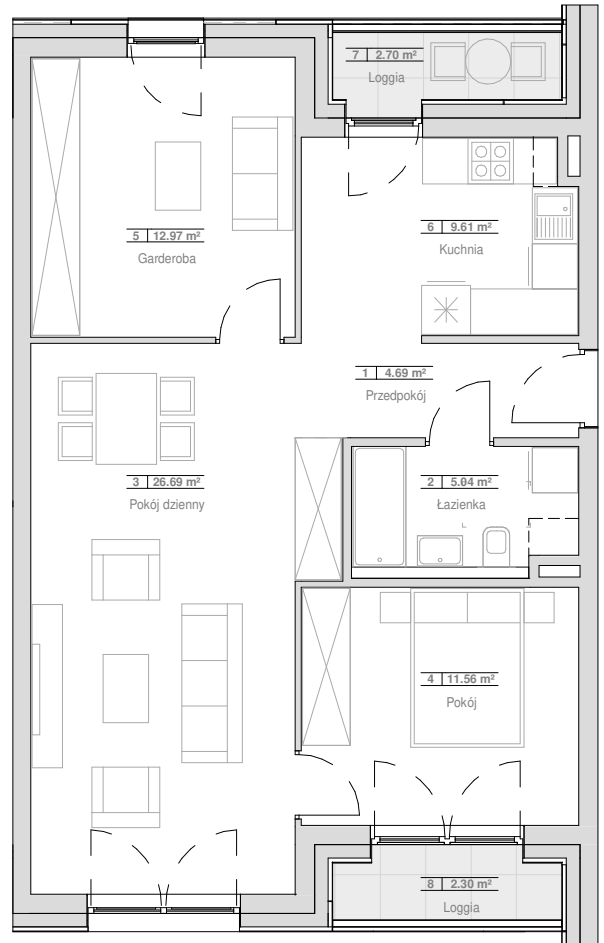 7 2.70 m²
Loggia
5 12.97 m²
Garderoba
6 9.61 m²
Kuchnia
1 4.69 m²
Przedpokój
3 26.69 m²
Pokój dzienny
2 5.04 m²
Łazienka
4 11.56 m²
Pokój
8 2.30 m²
Loggia